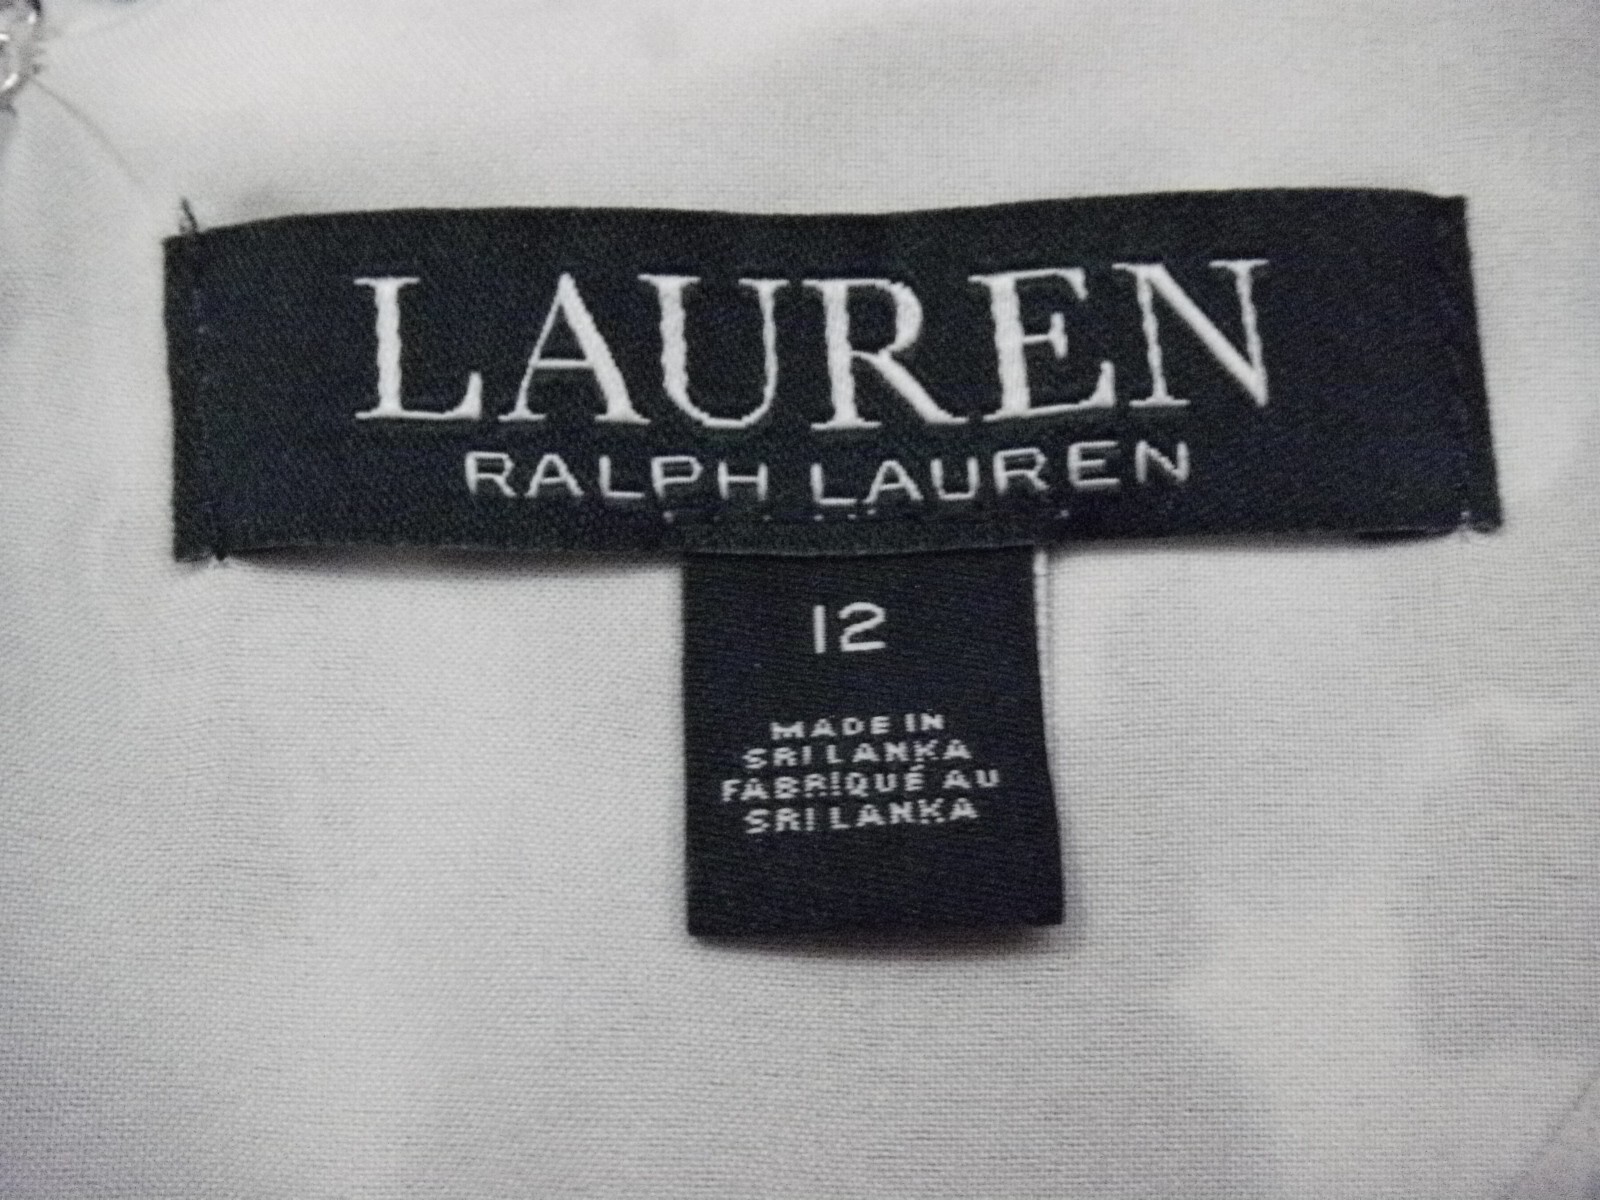 LAUREN
RALPH LAUREN
12
MADE IN
SRI LANKA
FABRIQUÉ AU
SRI LANKA